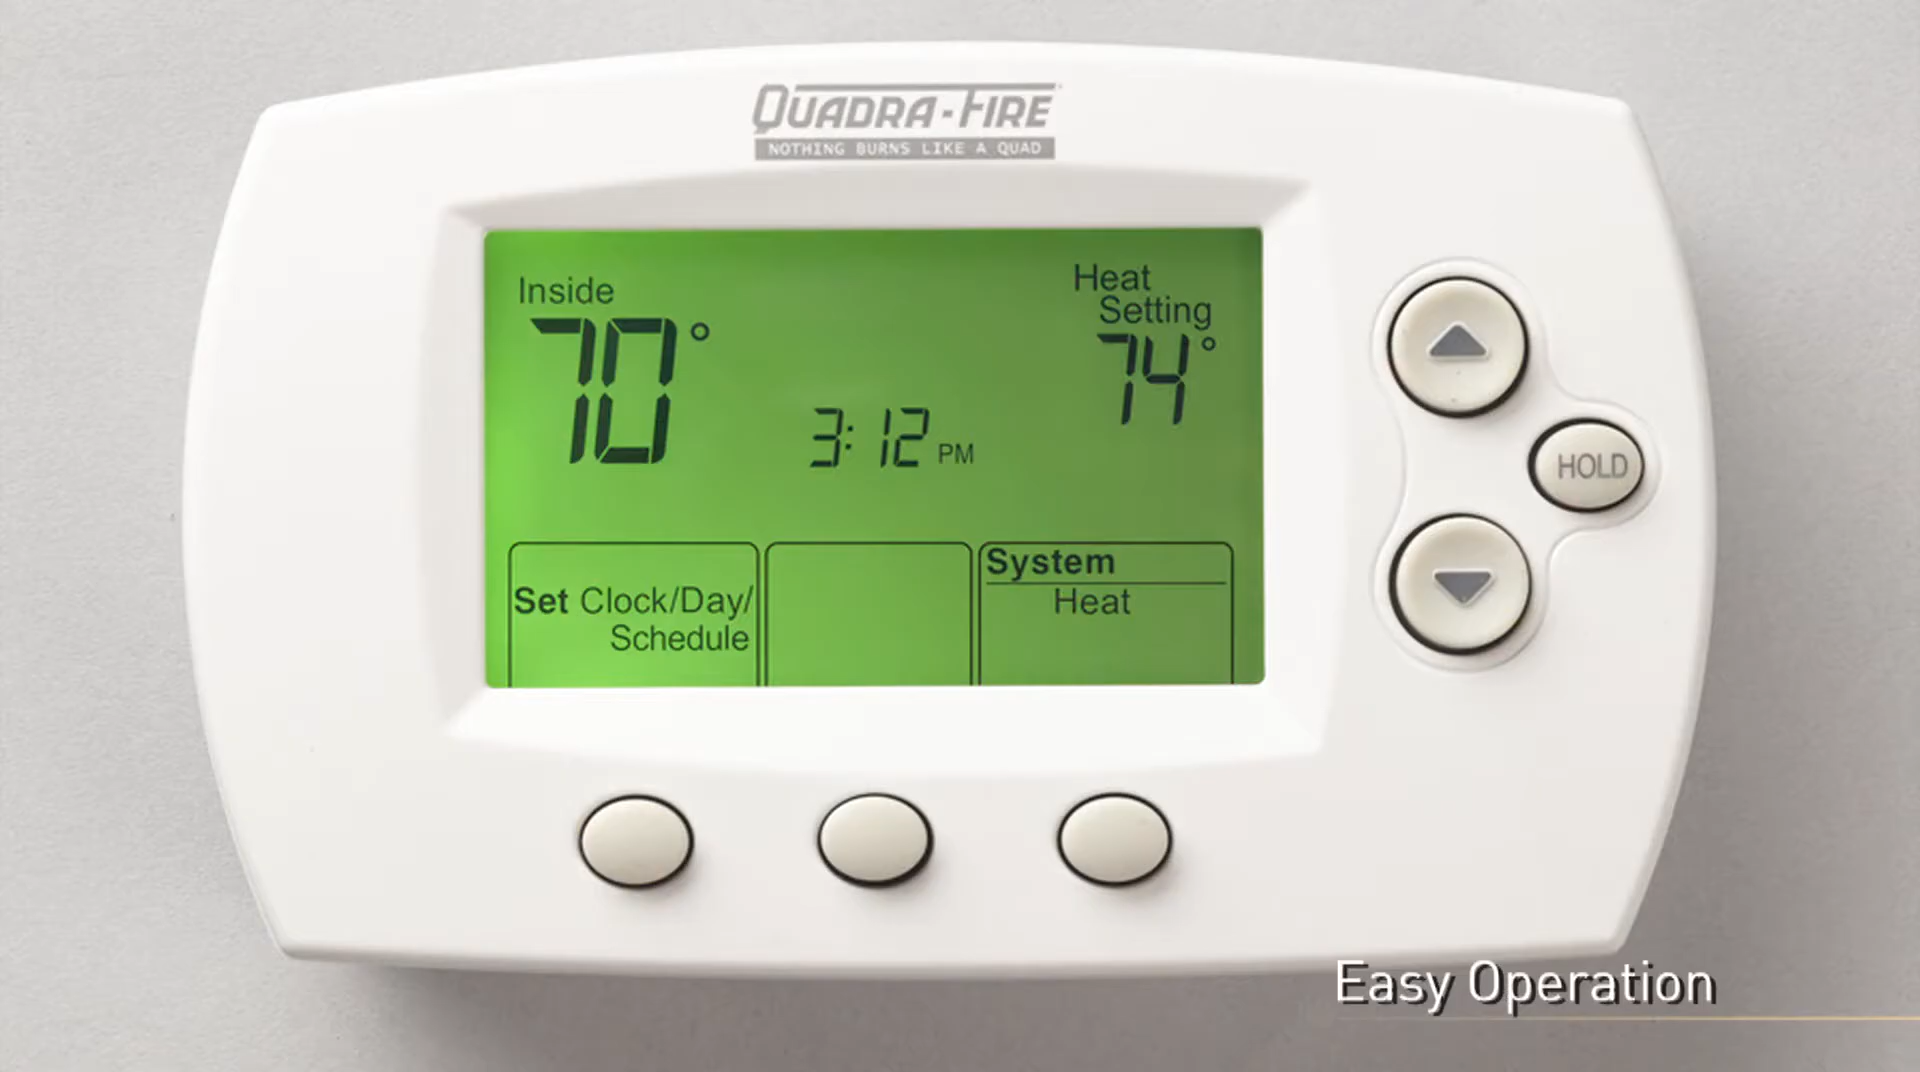 QUADRA-FIRE
NOTHING BURNS LIKE A QUAD
Inside
70°
Heat
Setting
74°
3:12 PM
HOLD
Set Clock/Day/
Schedule
System
Heat
Easy Operation